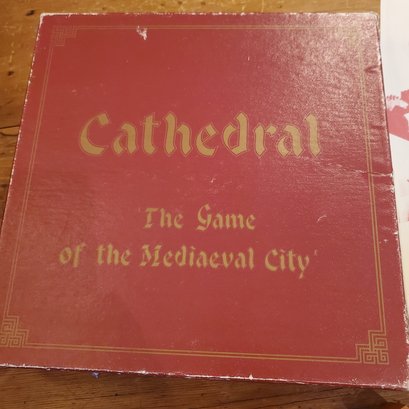 Cathedral
The Game
of the Mediaeval City